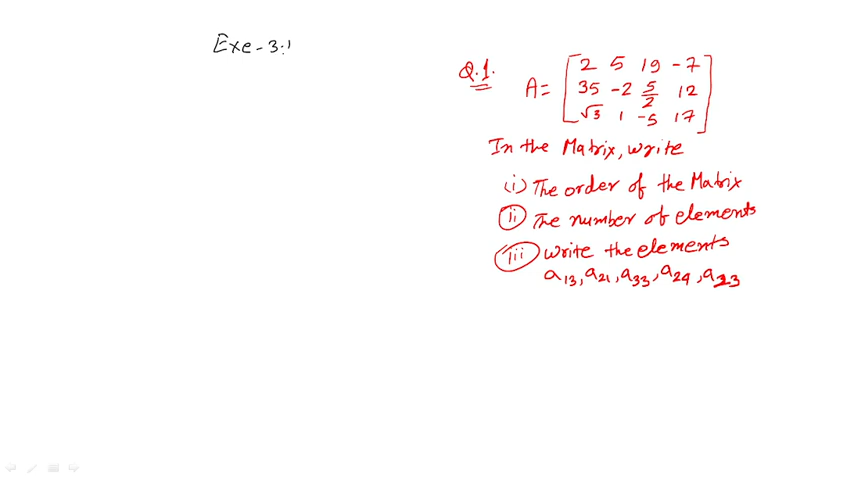 Exe-3.1
Q.1.
A = [ 2 5 19 -7
35 -2 5/2 12
√3 1 -5 17 ]
In the Matrix, write
(i) The order of the Matrix
(ii) The number of elements
(iii) Write the elements
a13, a21, a33, a24, a23